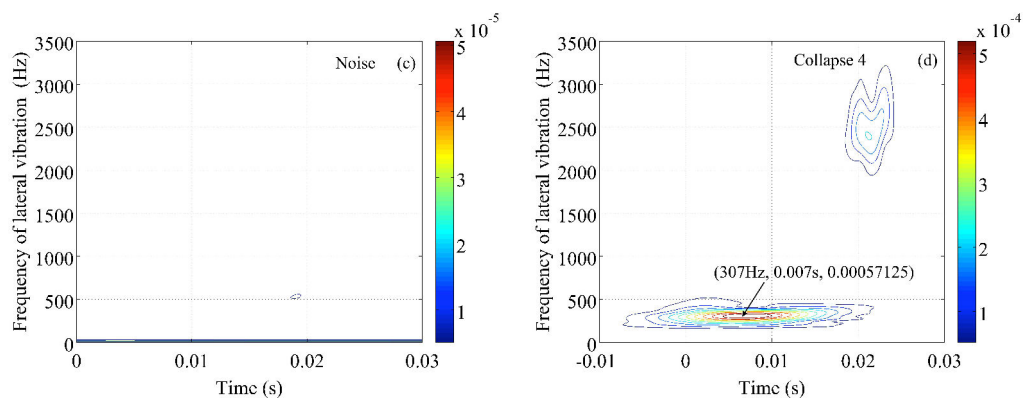 x 10-5
3500
3000
2500
2000
1500
1000
500
0
Frequency of lateral vibration (Hz)
Noise (c)
0 0.01 0.02 0.03
Time (s)
5
4
3
2
1
x 10-4
3500
3000
2500
2000
1500
1000
500
0
Frequency of lateral vibration (Hz)
Collapse 4 (d)
(307Hz, 0.007s, 0.00057125)
-0.01 0 0.01 0.02 0.03
Time (s)
5
4
3
2
1